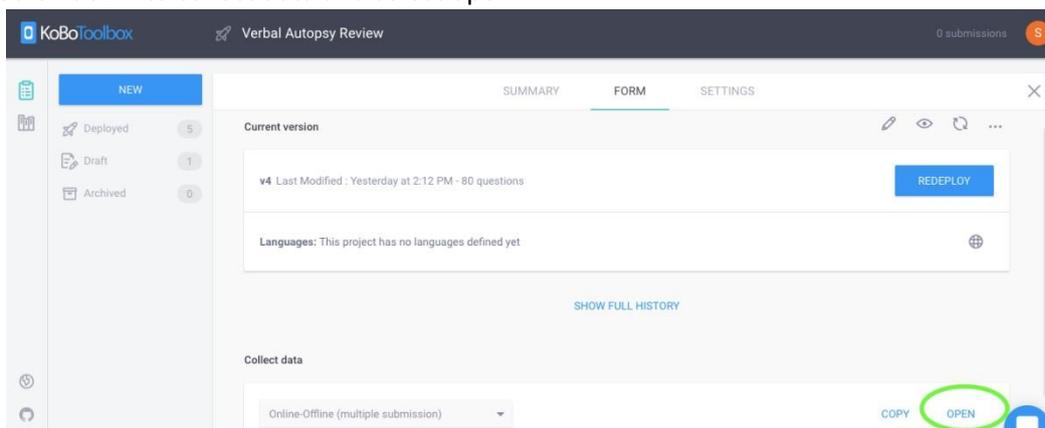 KoBoToolbox
Verbal Autopsy Review
0 submissions
S
NEW
Deployed 5
Draft 1
Archived 0
SUMMARY FORM SETTINGS
Current version
v4 Last Modified : Yesterday at 2:12 PM - 80 questions
REDEPLOY
Languages: This project has no languages defined yet
SHOW FULL HISTORY
Collect data
Online-Offline (multiple submission)
COPY OPEN